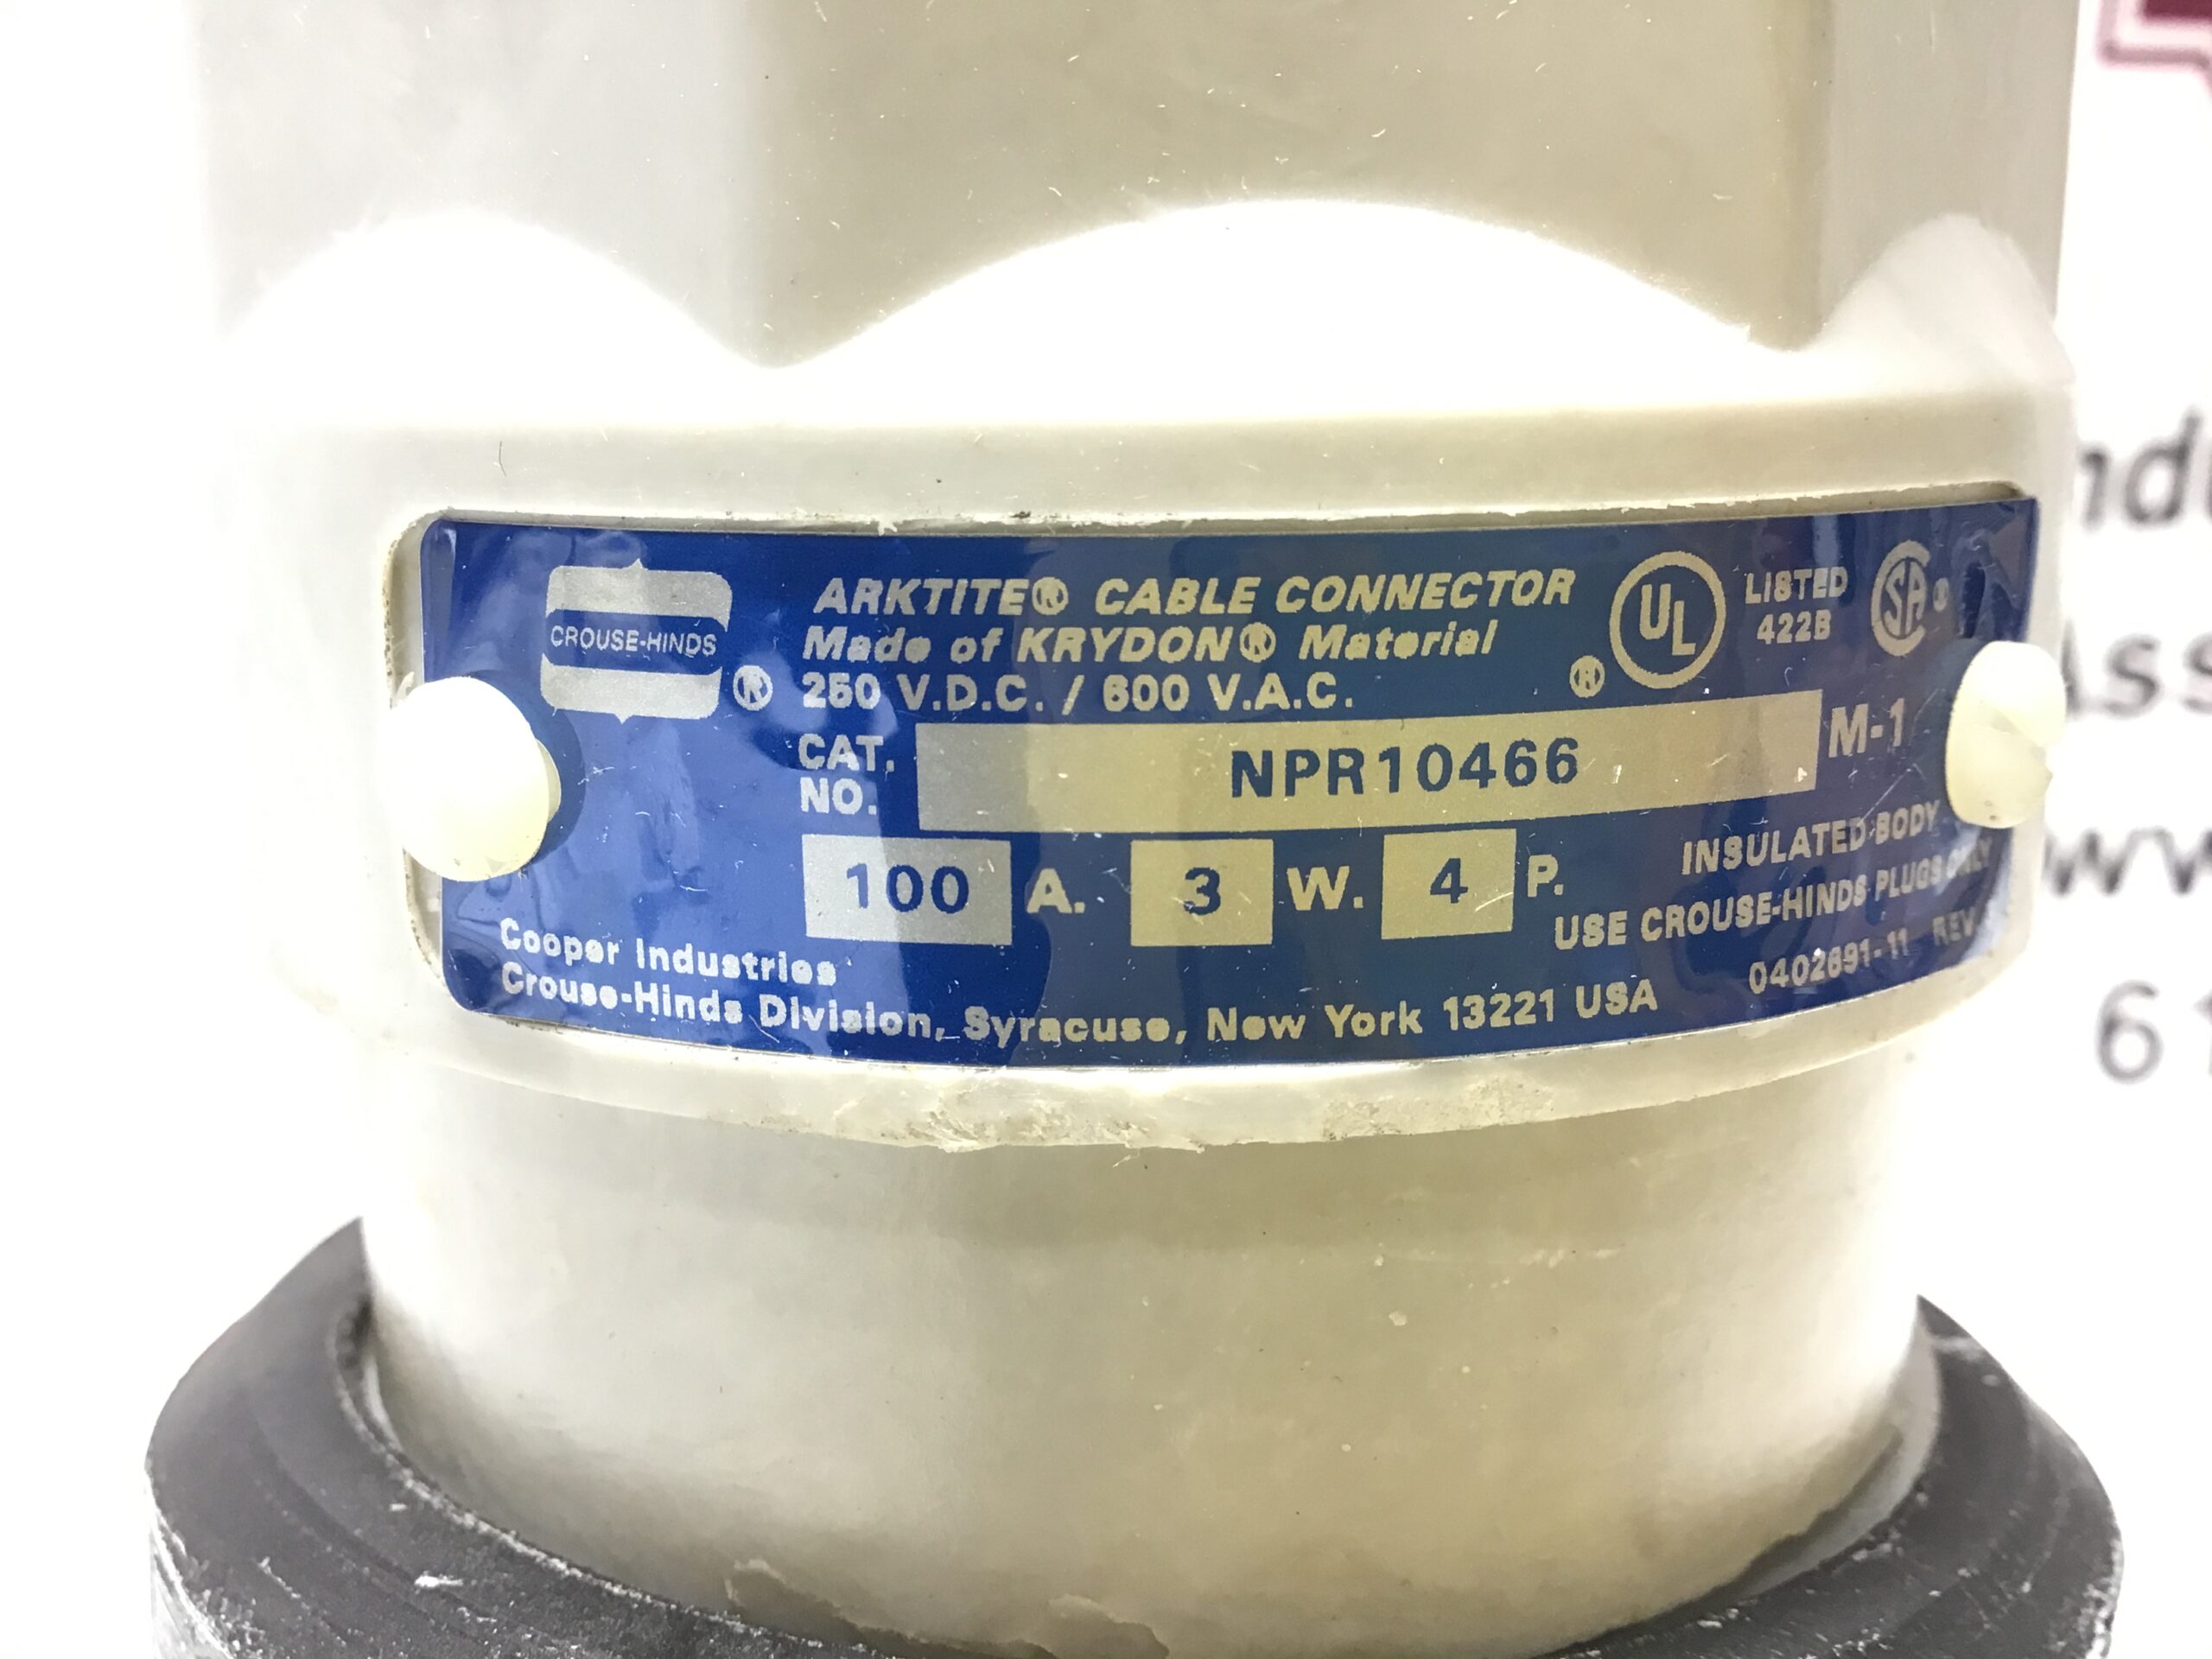 CROUSE-HINDS
®
ARKTITE® CABLE CONNECTOR
Made of KRYDON® Material
250 V.D.C. / 600 V.A.C.
UL
®
LISTED
422B
SA®
CAT. NO.
NPR10466
M-1
100 A. 3 W. 4 P.
INSULATED BODY
USE CROUSE-HINDS PLUGS ONLY
0402691-11 REV.
Cooper Industries
Crouse-Hinds Division, Syracuse, New York 13221 USA